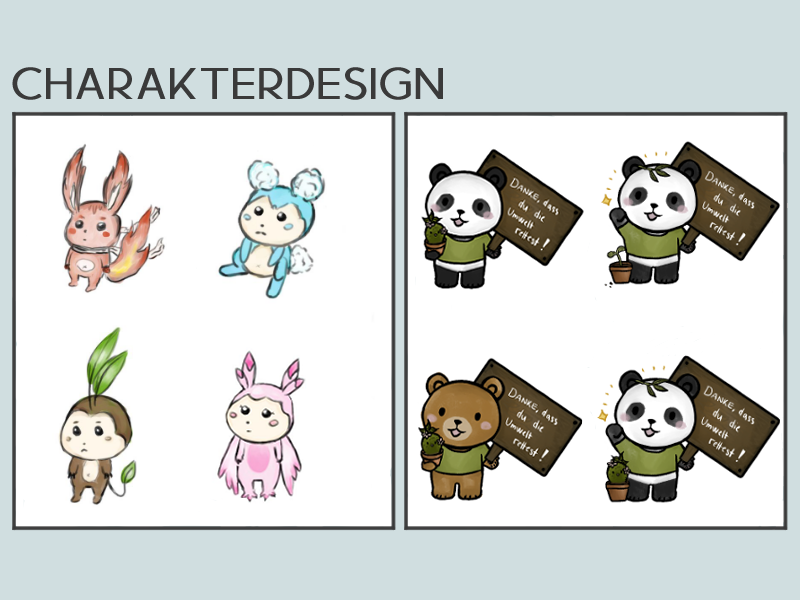 CHARAKTERDESIGN
DANKE, dass
du die
Umwelt
rettest!
DANKE, dass
du die
Umwelt
rettest!
DANKE, dass
du die
Umwelt
rettest!
DANKE, dass
du die
Umwelt
rettest!